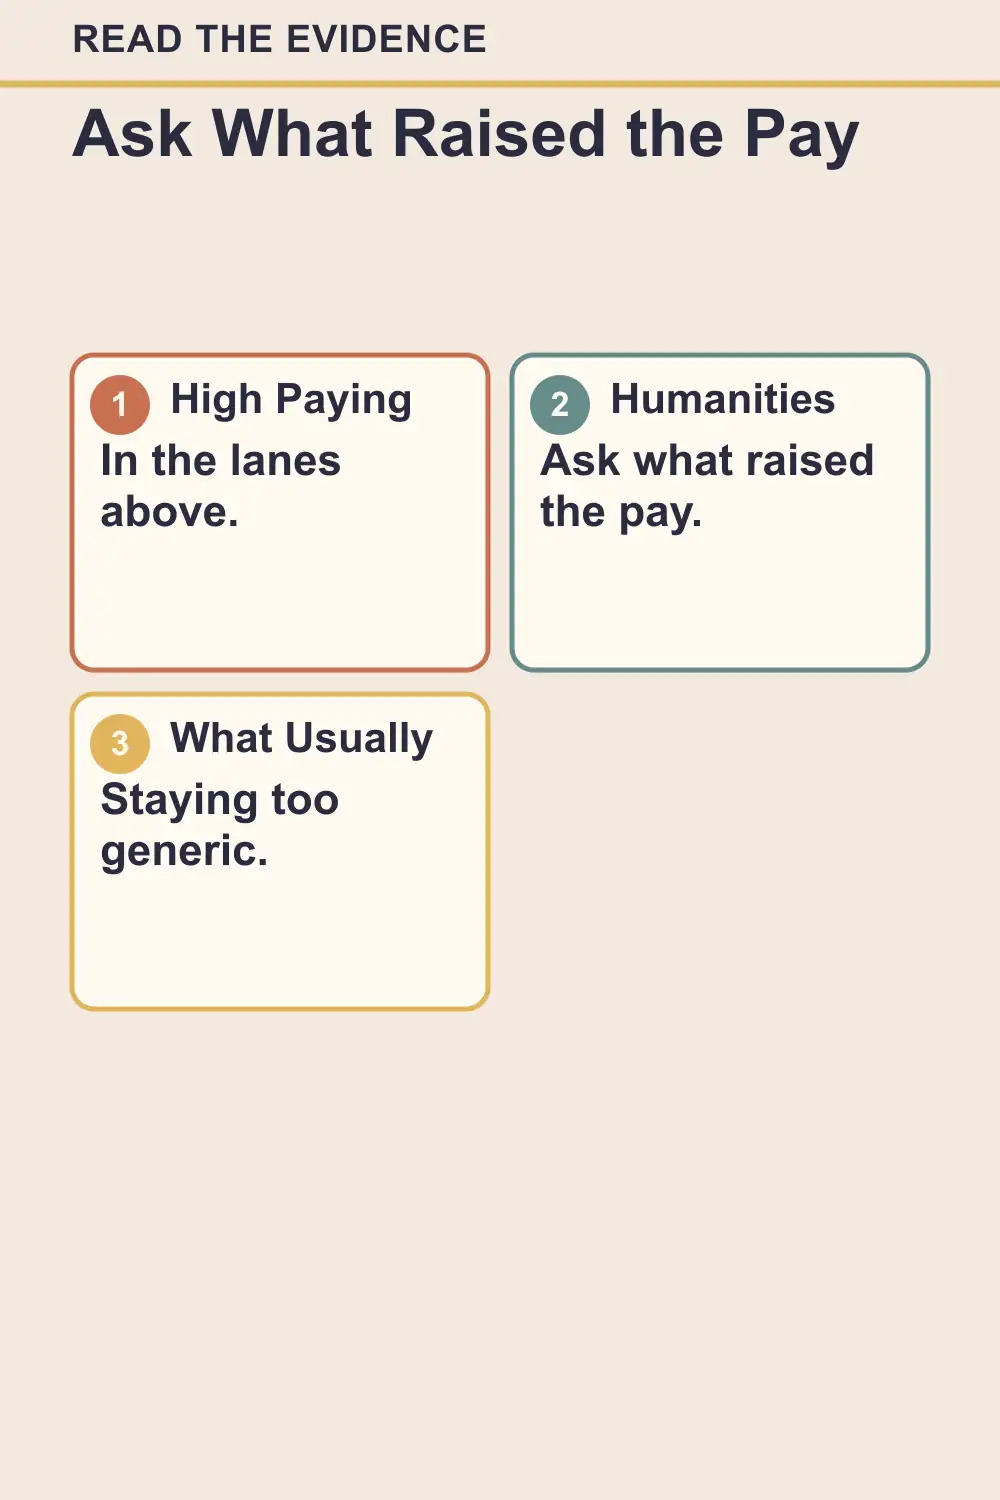 READ THE EVIDENCE
Ask What Raised the Pay
1 High Paying
In the lanes
above.
2 Humanities
Ask what raised
the pay.
3 What Usually
Staying too
generic.